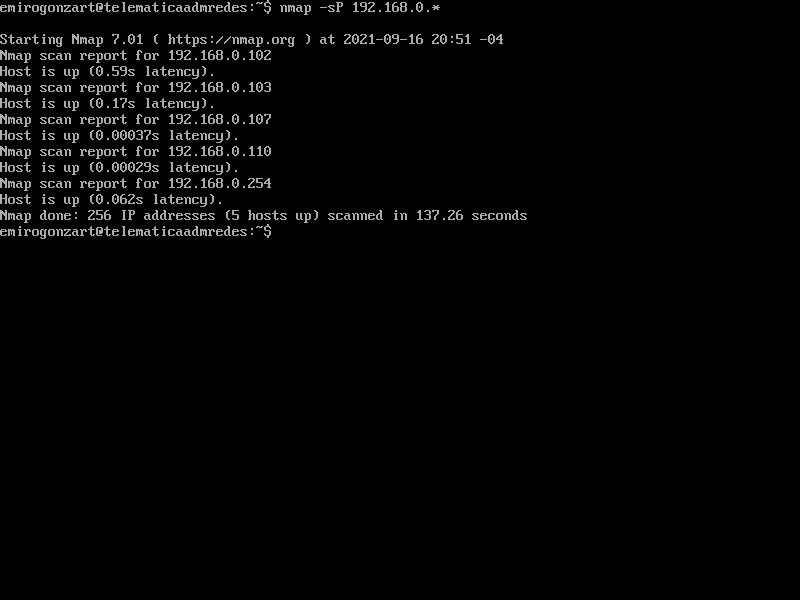 emirogonzart@telematicaadmredes:~$ nmap -sP 192.168.0.*
Starting Nmap 7.01 ( https://nmap.org ) at 2021-09-16 20:51 -04
Nmap scan report for 192.168.0.102
Host is up (0.59s latency).
Nmap scan report for 192.168.0.103
Host is up (0.17s latency).
Nmap scan report for 192.168.0.107
Host is up (0.00037s latency).
Nmap scan report for 192.168.0.110
Host is up (0.00029s latency).
Nmap scan report for 192.168.0.254
Host is up (0.062s latency).
Nmap done: 256 IP addresses (5 hosts up) scanned in 137.26 seconds
emirogonzart@telematicaadmredes:~$